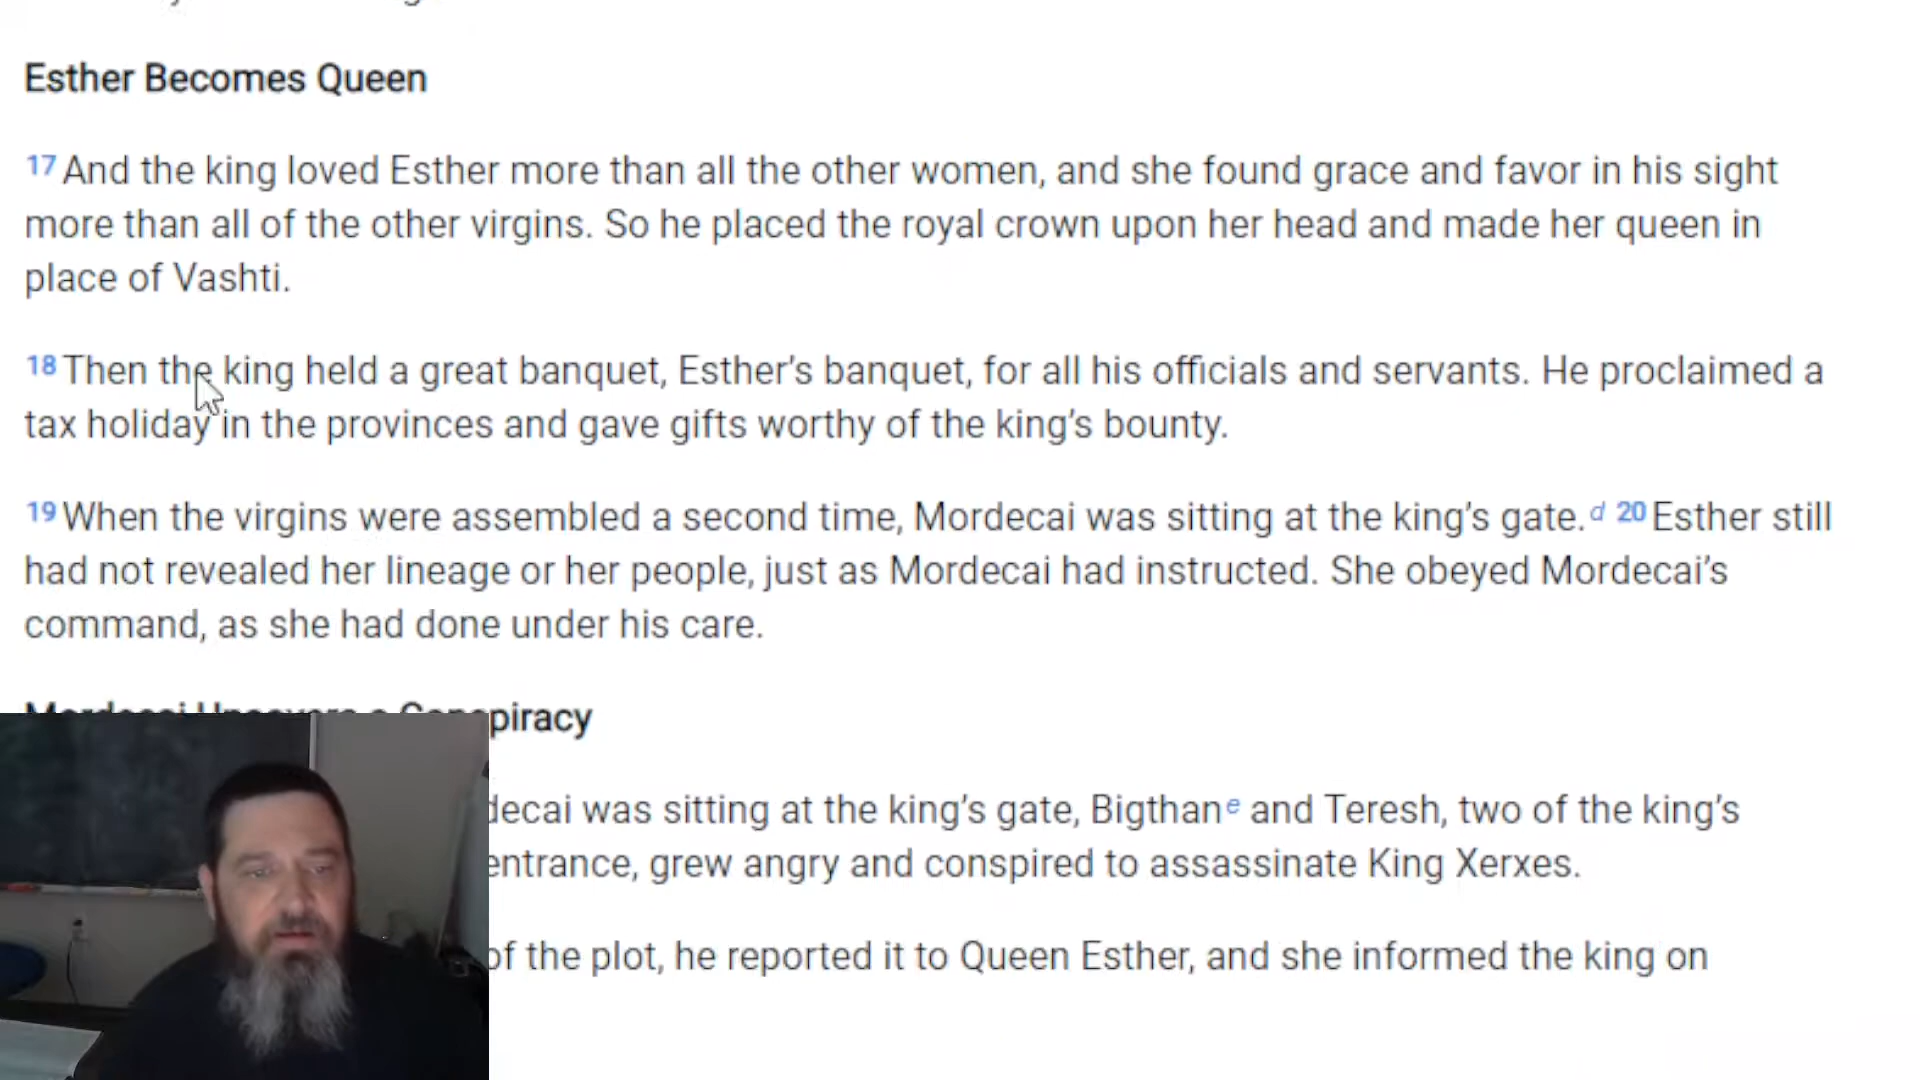 Esther Becomes Queen
17 And the king loved Esther more than all the other women, and she found grace and favor in his sight
more than all of the other virgins. So he placed the royal crown upon her head and made her queen in
place of Vashti.
18 Then the king held a great banquet, Esther's banquet, for all his officials and servants. He proclaimed a
tax holiday in the provinces and gave gifts worthy of the king’s bounty.
19 When the virgins were assembled a second time, Mordecai was sitting at the king’s gate. d 20 Esther still
had not revealed her lineage or her people, just as Mordecai had instructed. She obeyed Mordecai’s
command, as she had done under his care.
Mordecai Uncovers a Conspiracy
decai was sitting at the king’s gate, Bigthan e and Teresh, two of the king’s
entrance, grew angry and conspired to assassinate King Xerxes.
of the plot, he reported it to Queen Esther, and she informed the king on